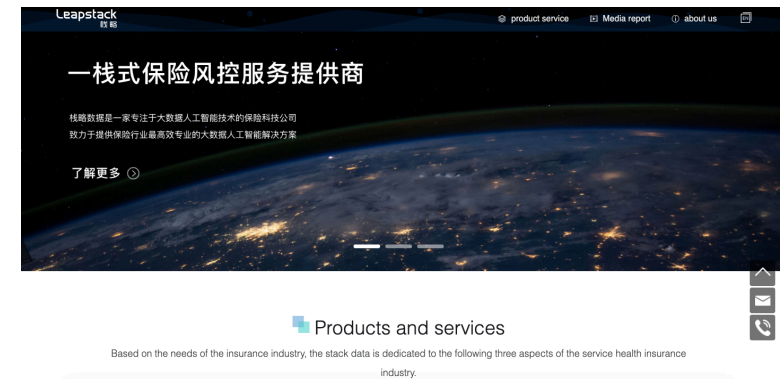 Leapstack
栈略
product service
Media report
about us
EN
一栈式保险风控服务提供商
栈略数据是一家专注于大数据人工智能技术的保险科技公司
致力于提供保险行业最高效专业的大数据人工智能解决方案
了解更多
Products and services
Based on the needs of the insurance industry, the stack data is dedicated to the following three aspects of the service health insurance
industry.